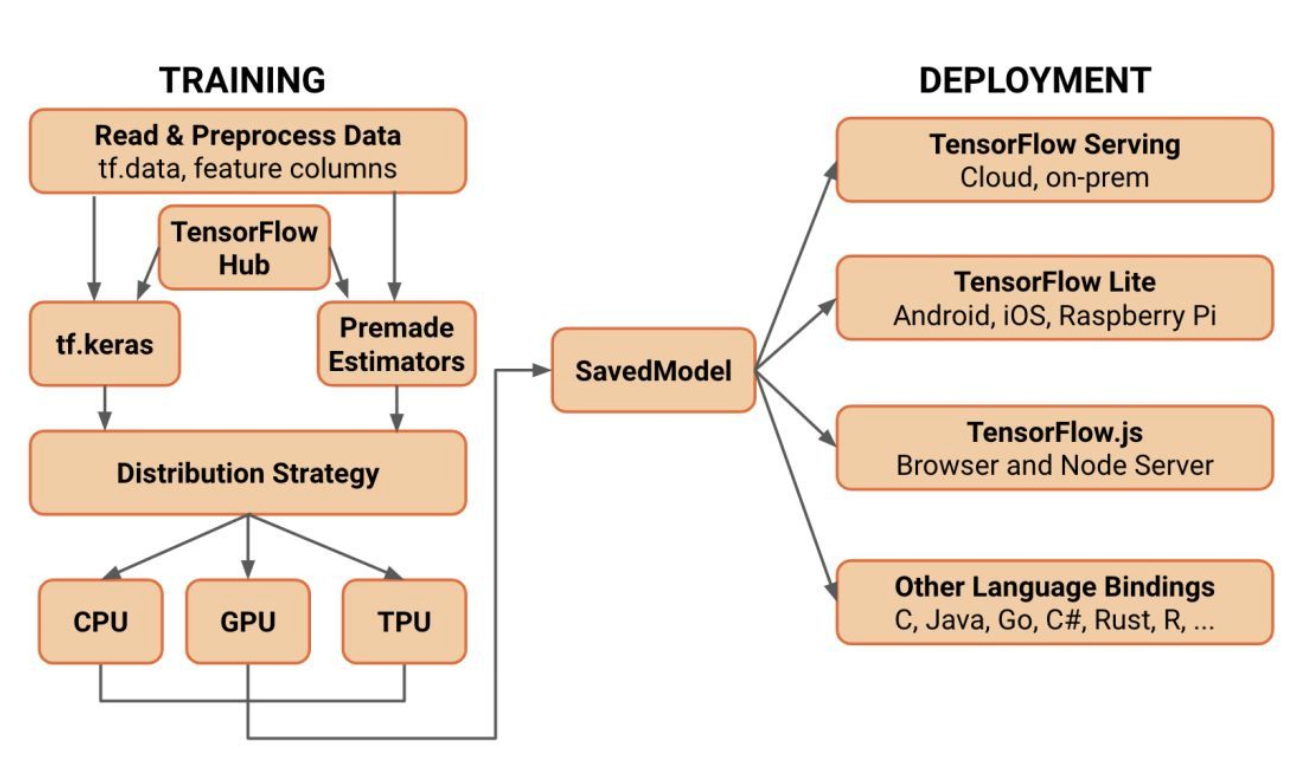 TRAINING
Read & Preprocess Data
tf.data, feature columns
TensorFlow
Hub
tf.keras
Premade
Estimators
Distribution Strategy
CPU
GPU
TPU
SavedModel
DEPLOYMENT
TensorFlow Serving
Cloud, on-prem
TensorFlow Lite
Android, iOS, Raspberry Pi
TensorFlow.js
Browser and Node Server
Other Language Bindings
C, Java, Go, C#, Rust, R, ...